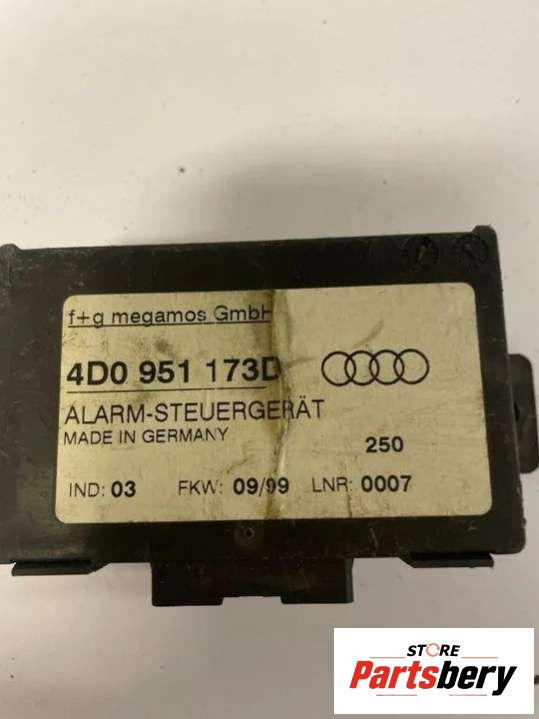 f+g megamos GmbH
4D0 951 173D
ALARM-STEUERGERÄT
MADE IN GERMANY
250
IND: 03 FKW: 09/99 LNR: 0007
STORE
Partsbery